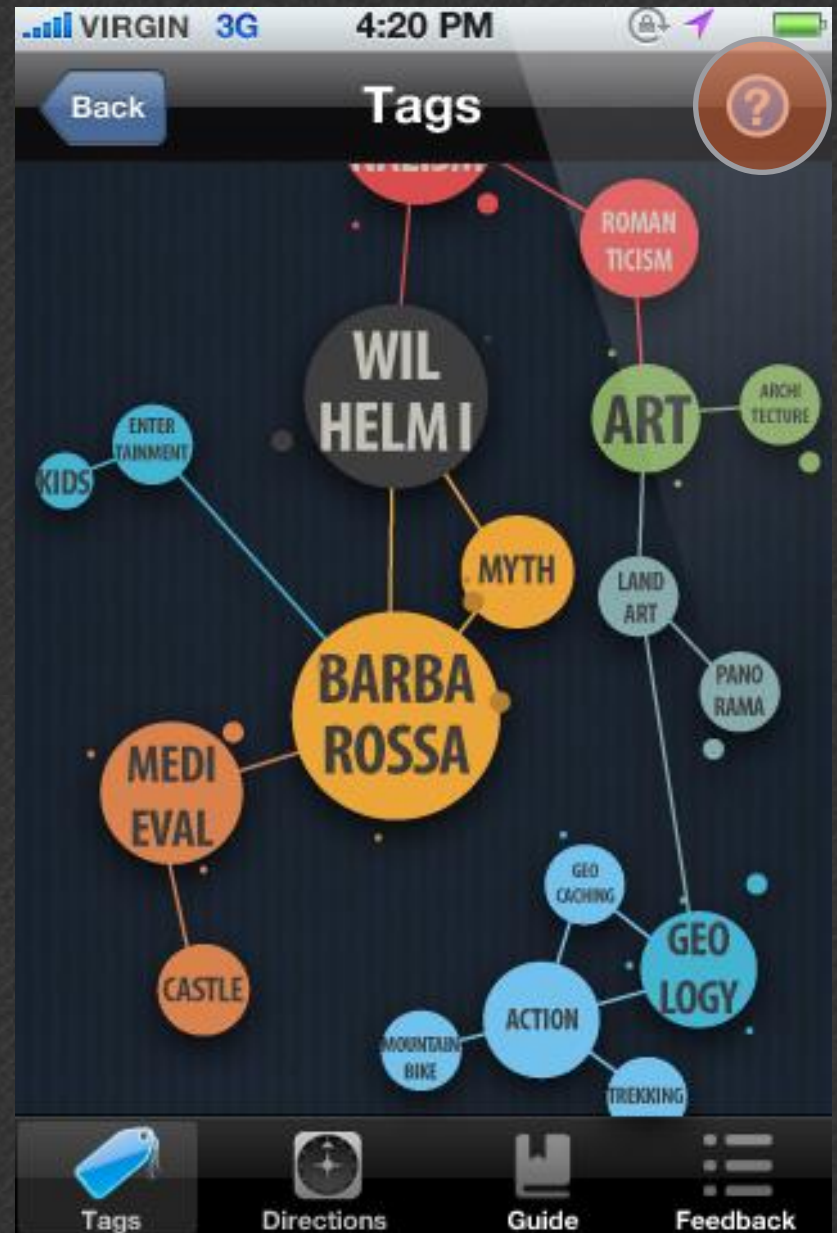 VIRGIN 3G 4:20 PM
Back Tags ?
ROMAN
TICISM
WIL
HELM I
ART
ARCHI
TECTURE
ENTER
TAINMENT
KIDS
MYTH
LAND
ART
BARBA
ROSSA
PANO
RAMA
MEDI
EVAL
GEO
CACHING
GEO
LOGY
CASTLE
ACTION
MOUNTAIN
BIKE
TREKKING
Tags Directions Guide Feedback